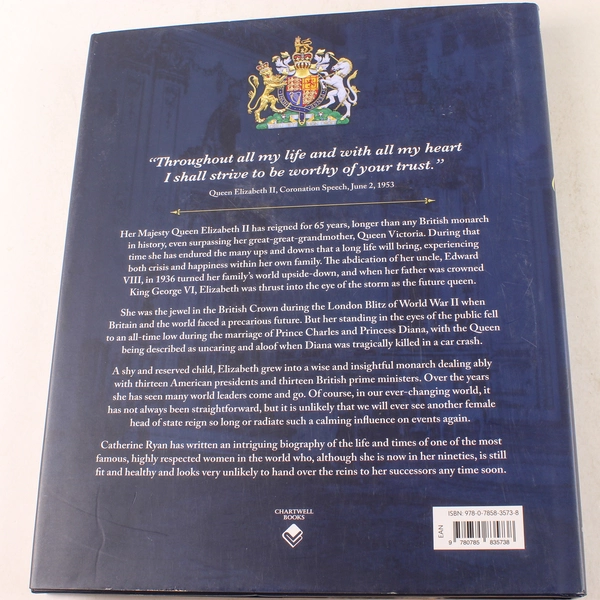 “Throughout all my life and with all my heart
I shall strive to be worthy of your trust.”
Queen Elizabeth II, Coronation Speech, June 2, 1953
Her Majesty Queen Elizabeth II has reigned for 65 years, longer than any British monarch
in history, even surpassing her great-great-grandmother, Queen Victoria. During that
time she has endured the many ups and downs that a long life will bring, experiencing
both crisis and happiness within her own family. The abdication of her uncle, Edward
VIII, in 1936 turned her family’s world upside-down, and when her father was crowned
King George VI, Elizabeth was thrust into the eye of the storm as the future queen.
She was the jewel in the British Crown during the London Blitz of World War II when
Britain and the world faced a precarious future. But her standing in the eyes of the public fell
to an all-time low during the marriage of Prince Charles and Princess Diana, with the Queen
being described as uncaring and aloof when Diana was tragically killed in a car crash.
A shy and reserved child, Elizabeth grew into a wise and insightful monarch dealing ably
with thirteen American presidents and thirteen British prime ministers. Over the years
she has seen many world leaders come and go. Of course, in our ever-changing world, it
has not always been straightforward, but it is unlikely that we will ever see another female
head of state reign so long or radiate such a calming influence on events again.
Catherine Ryan has written an intriguing biography of the life and times of one of the most
famous, highly respected women in the world who, although she is now in her nineties, is still
fit and healthy and looks very unlikely to hand over the reins to her successors any time soon.
CHARTWELL
BOOKS
ISBN: 978-0-7858-3573-8
EAN
9 780785 835738